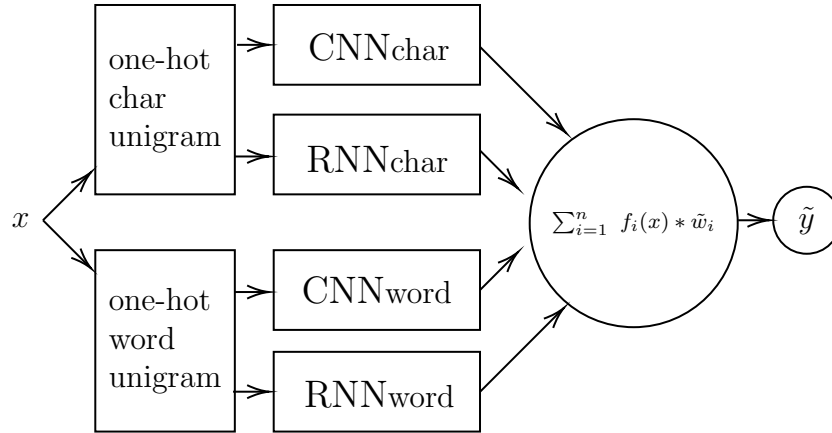 x
one-hot
char
unigram
CNNchar
RNNchar
one-hot
word
unigram
CNNword
RNNword
∑ⁿᵢ₌₁ fᵢ(x) * w̃ᵢ
ỹ